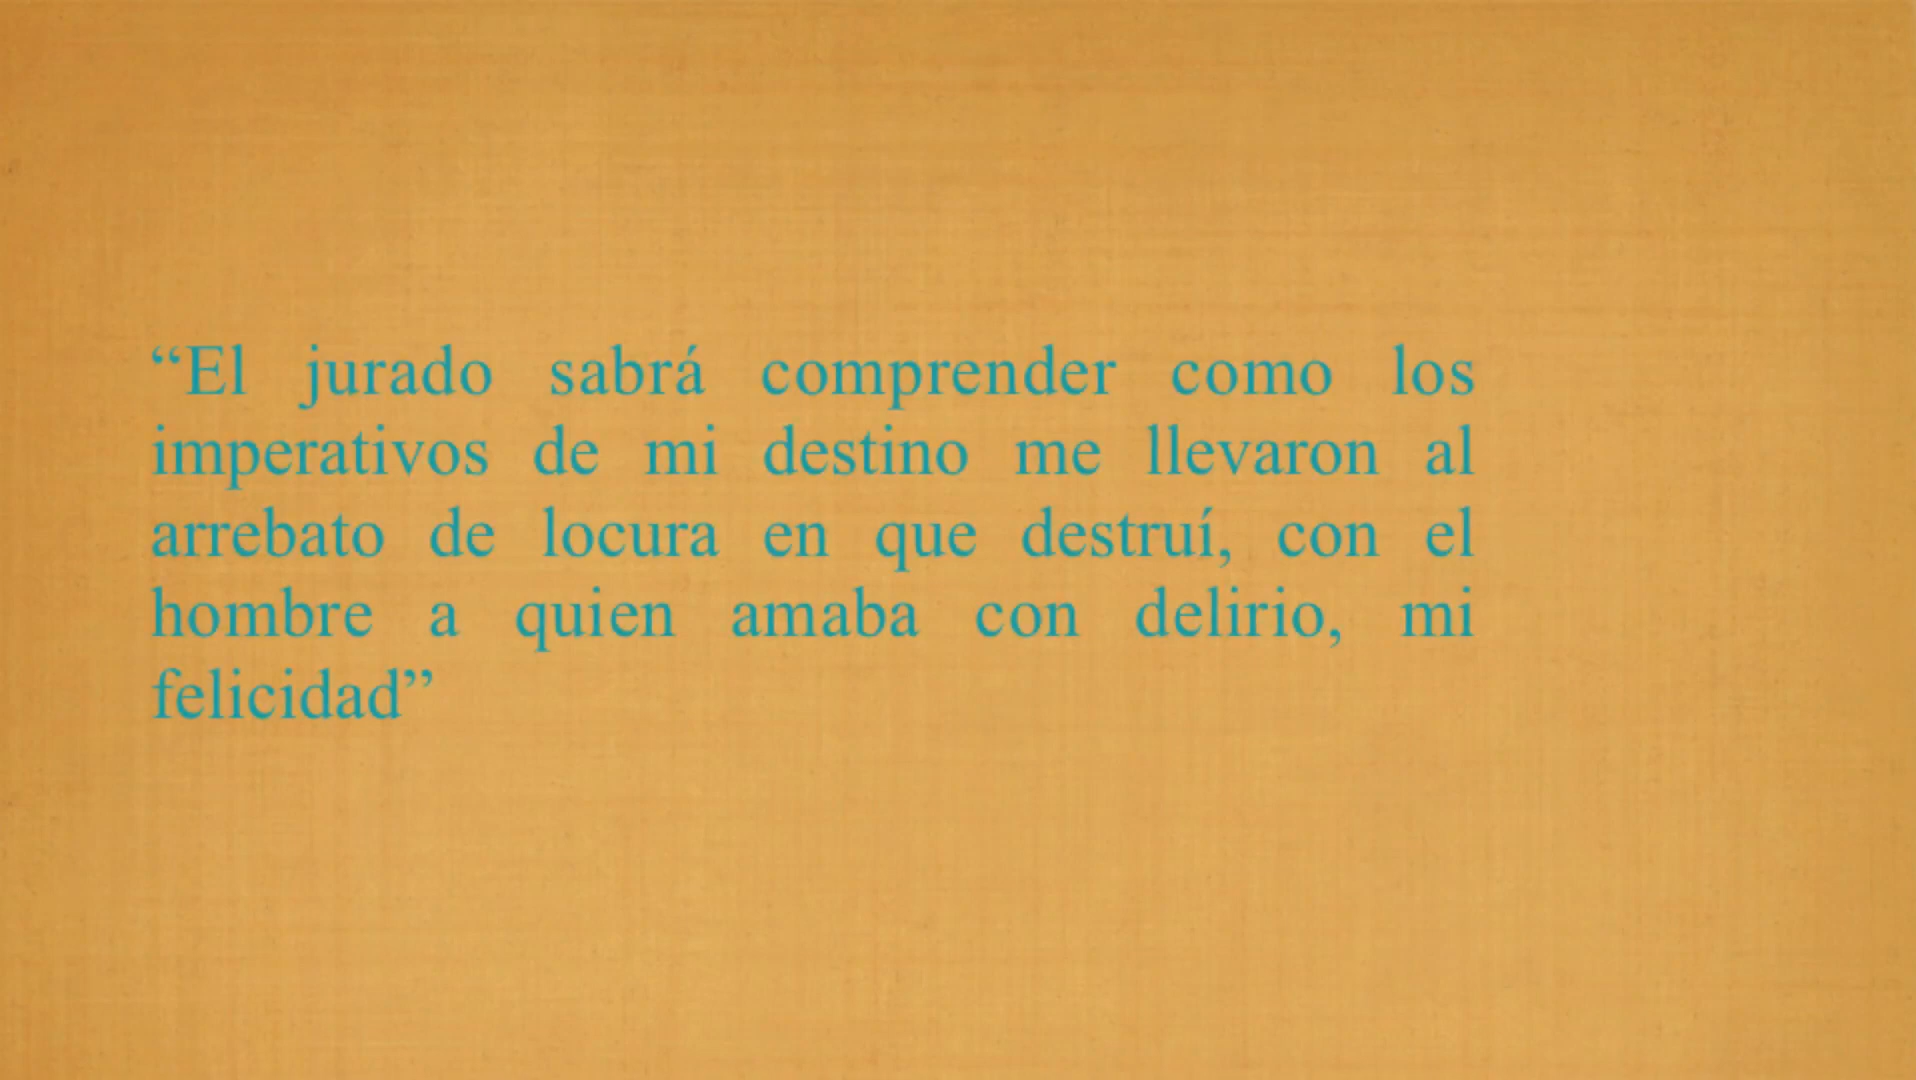 “El jurado sabrá comprender como los
imperativos de mi destino me llevaron al
arrebato de locura en que destruí, con el
hombre a quien amaba con delirio, mi
felicidad”